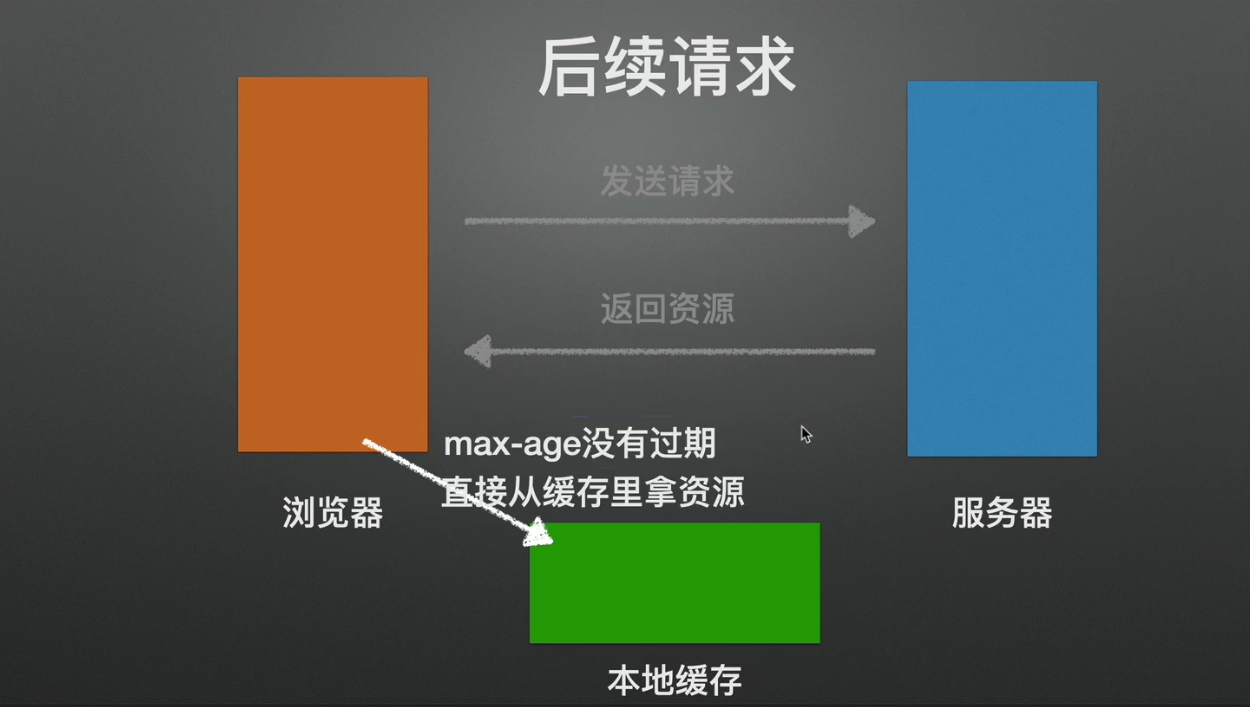 后续请求
发送请求
返回资源
max-age没有过期
直接从缓存里拿资源
浏览器
服务器
本地缓存